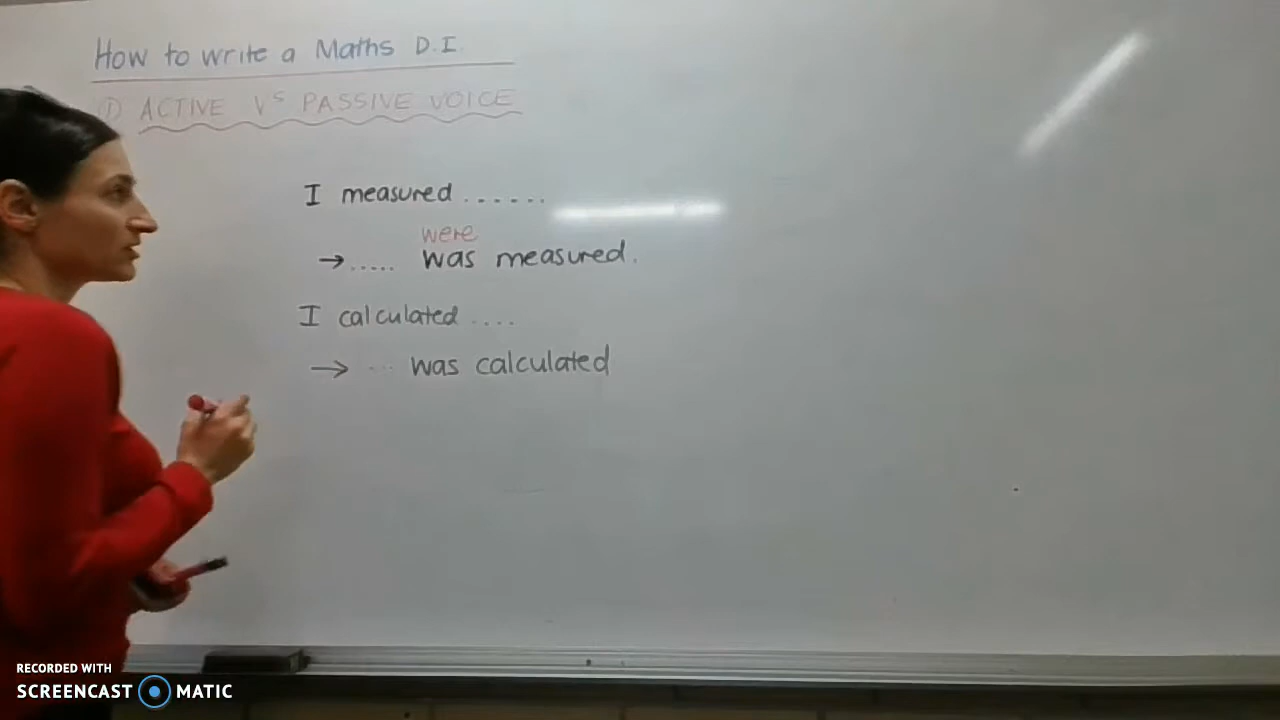 How to write a Maths D.I.
① ACTIVE Vs PASSIVE VOICE
I measured ......
were
→ ..... was measured.
I calculated ....
→ ... was calculated
RECORDED WITH
SCREENCAST MATIC